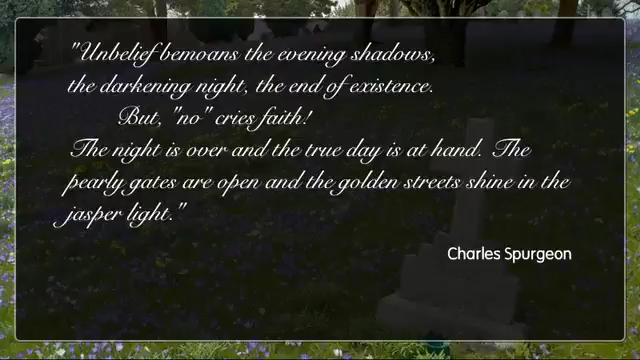 "Unbelief bemoans the evening shadows,
the darkening night, the end of existence.
But, "no" cries faith!
The night is over and the true day is at hand. The
pearly gates are open and the golden streets shine in the
jasper light."
Charles Spurgeon